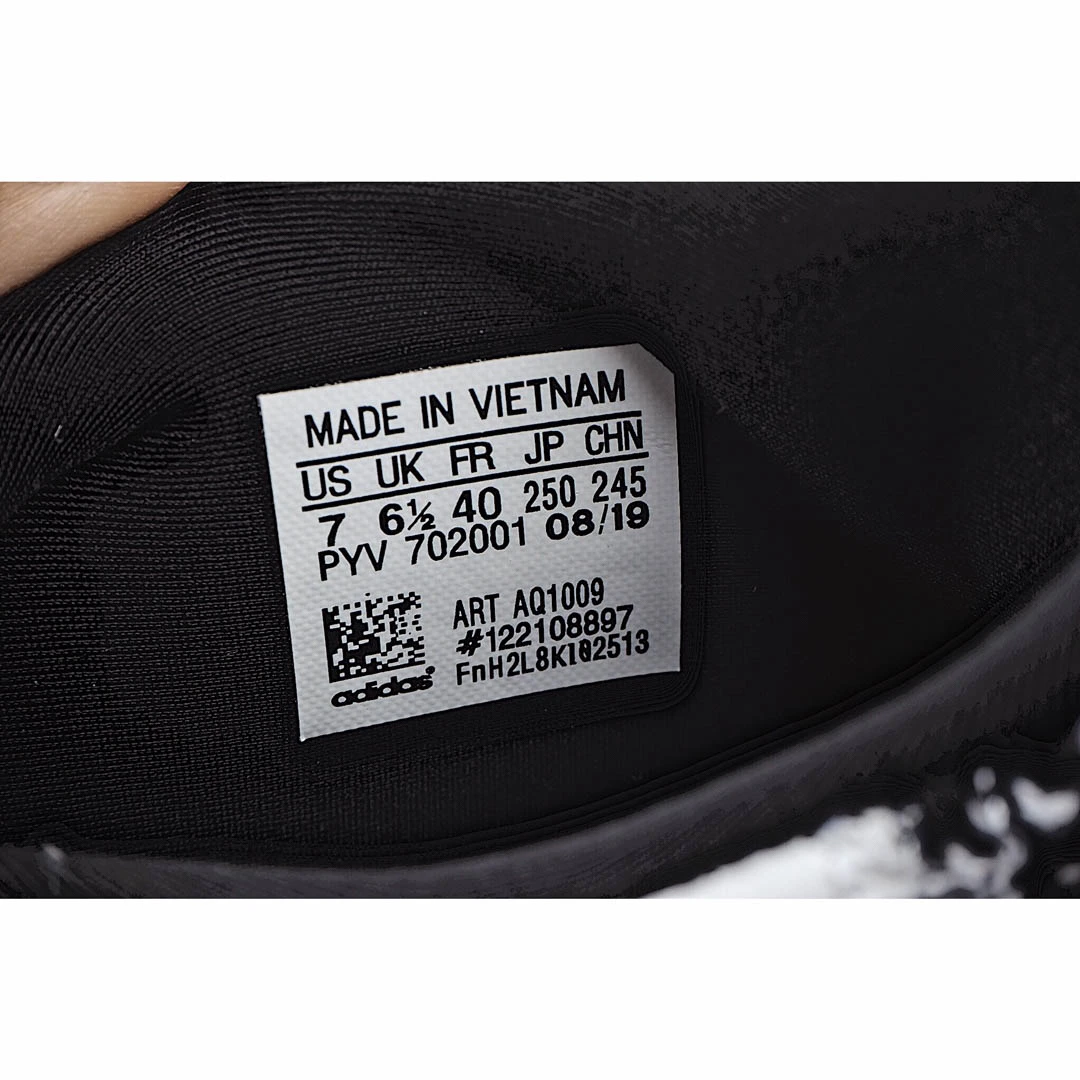 MADE IN VIETNAM
US UK FR JP CHN
7 6½ 40 250 245
PYV 702001 08/19
ART AQ1009
#122108897
FnH2L8K102513
adidas®